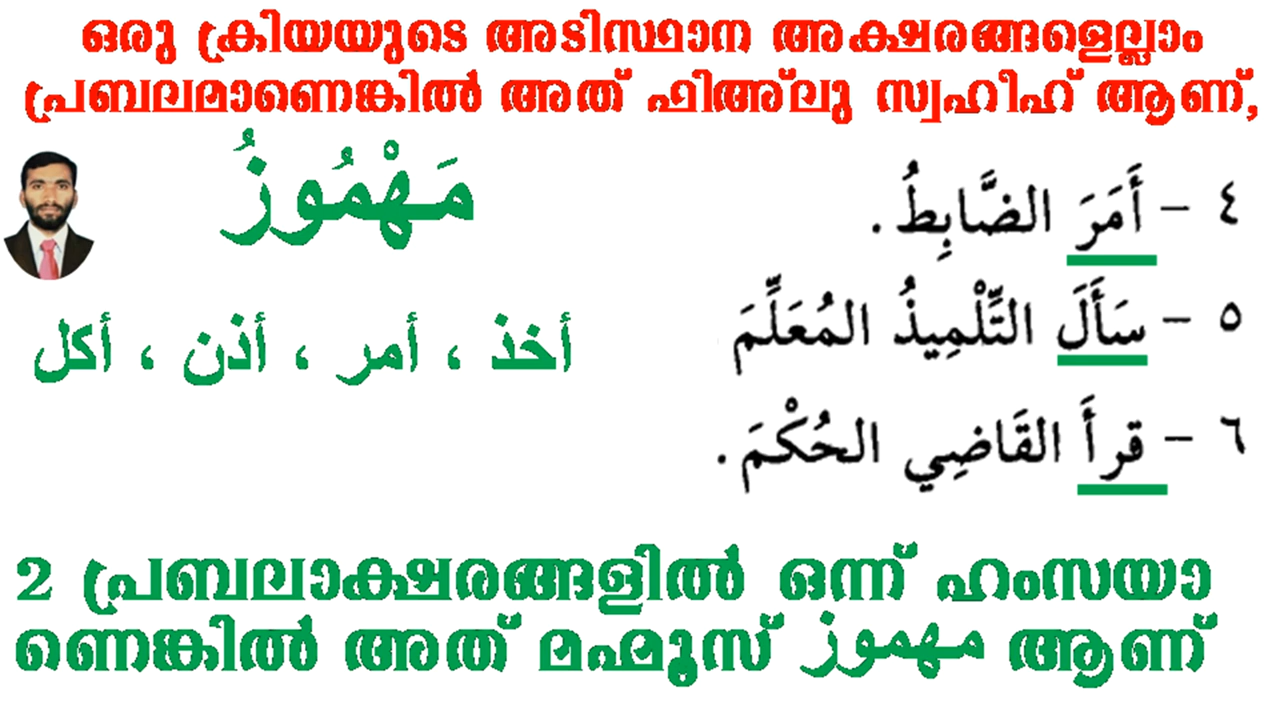 ഒരു ക്രിയയുടെ അടിസ്ഥാന അക്ഷരങ്ങളെല്ലാം
പ്രബലമാണെങ്കിൽ അത് ഫിഅ്ലു സ്വഹീഹ് ആണ്,
مَهْمُوزُ
٤ – أَمَرَ الضَّابِطُ .
٥ – سَأَلَ التِّلْمِيذُ المُعَلِّمَ
أخذ ، أمر ، أذن ، أكل
٦ – قرأَ القَاضِي الحُكْمَ .
2 പ്രബലാക്ഷരങ്ങളിൽ ഒന്ന് ഹംസയാ
ണെങ്കിൽ അത് മഹ്മൂസ് مهموز ആണ്